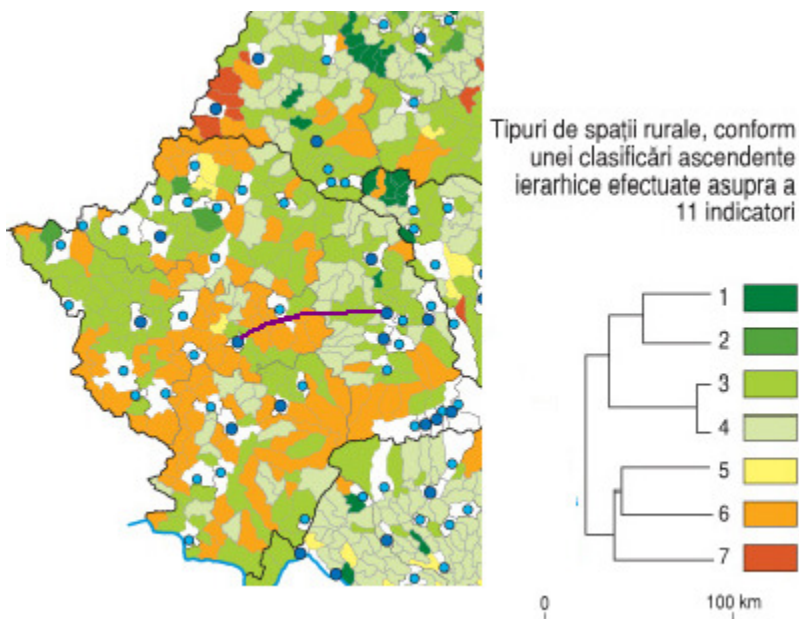 Tipuri de spații rurale, conform
unei clasificări ascendente
ierarhice efectuate asupra a
11 indicatori
1
2
3
4
5
6
7
0 100 km